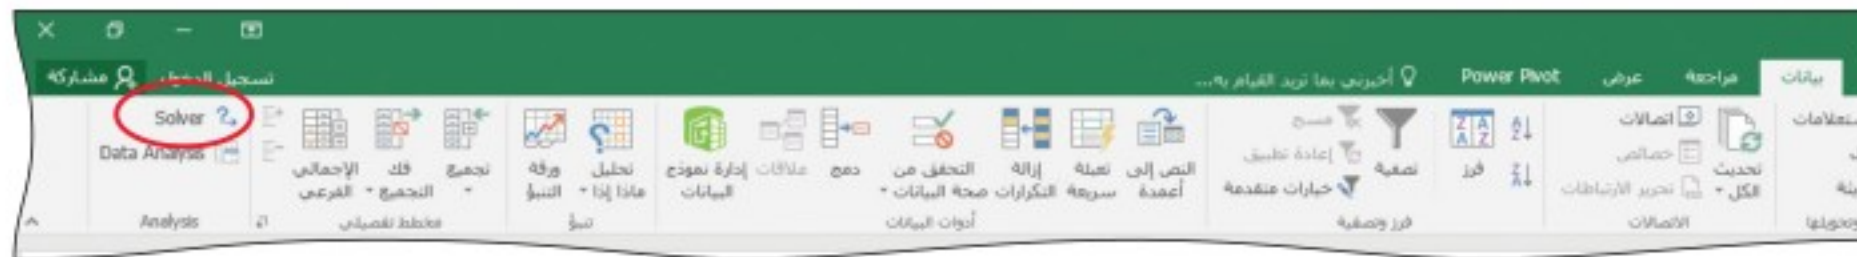 بيانات مراجعة عرض Power Pivot أخبرني بما تريد القيام به... تسجيل الدخول مشاركة
تحديث الكل
اتصالات
خصائص
تحرير الارتباطات
الاتصالات
فرز
تصفية
مسح
إعادة تطبيق
خيارات متقدمة
فرز وتصفية
النص إلى أعمدة
تعبئة سريعة
إزالة التكرارات
التحقق من صحة البيانات
دمج
علاقات
إدارة نموذج البيانات
أدوات البيانات
تحليل ماذا إذا
ورقة التنبؤ
تنبؤ
تجميع
فك التجميع
الإجمالي الفرعي
مخطط تفصيلي
Solver
Data Analysis
Analysis